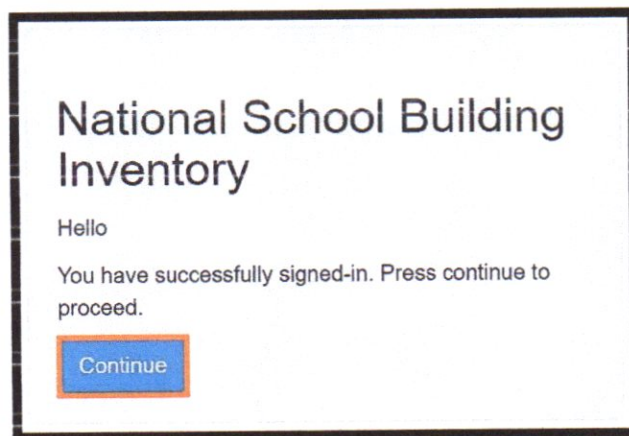 National School Building
Inventory
Hello
You have successfully signed-in. Press continue to
proceed.
Continue